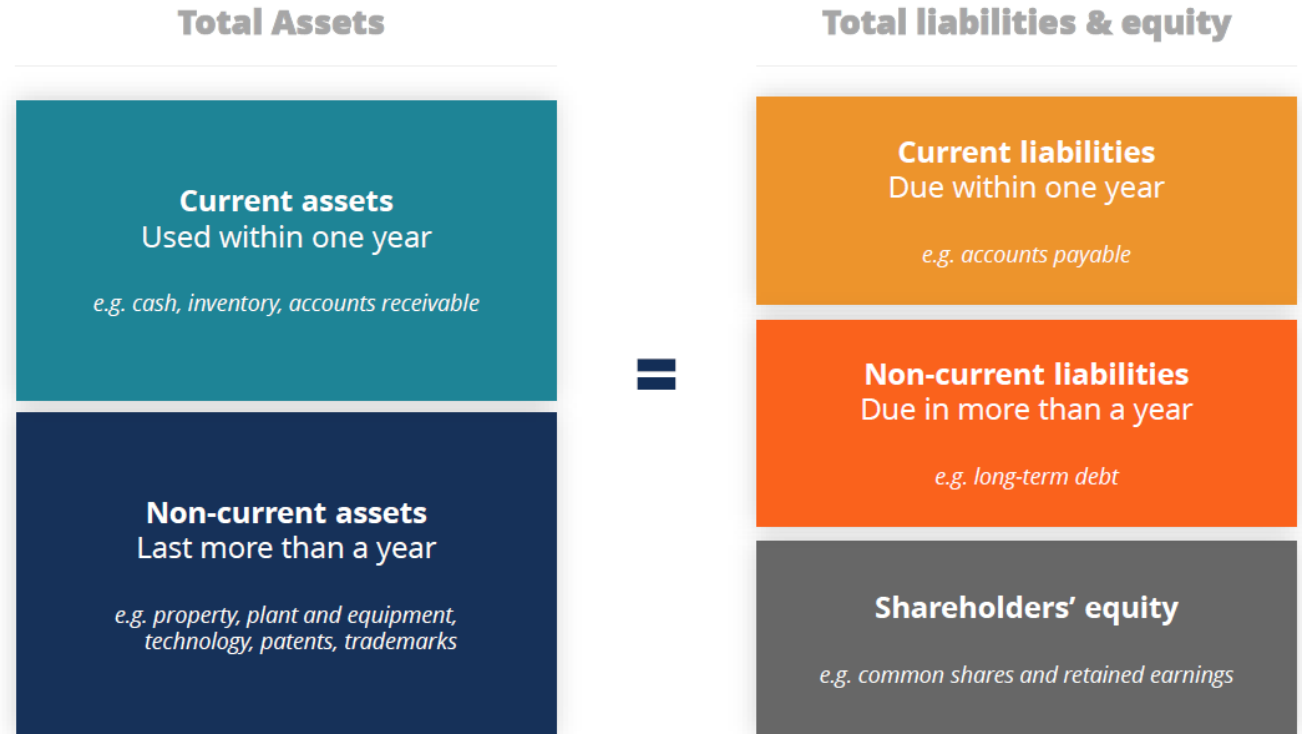 Total Assets
Current assets
Used within one year
e.g. cash, inventory, accounts receivable
Non-current assets
Last more than a year
e.g. property, plant and equipment,
technology, patents, trademarks
=
Total liabilities & equity
Current liabilities
Due within one year
e.g. accounts payable
Non-current liabilities
Due in more than a year
e.g. long-term debt
Shareholders’ equity
e.g. common shares and retained earnings